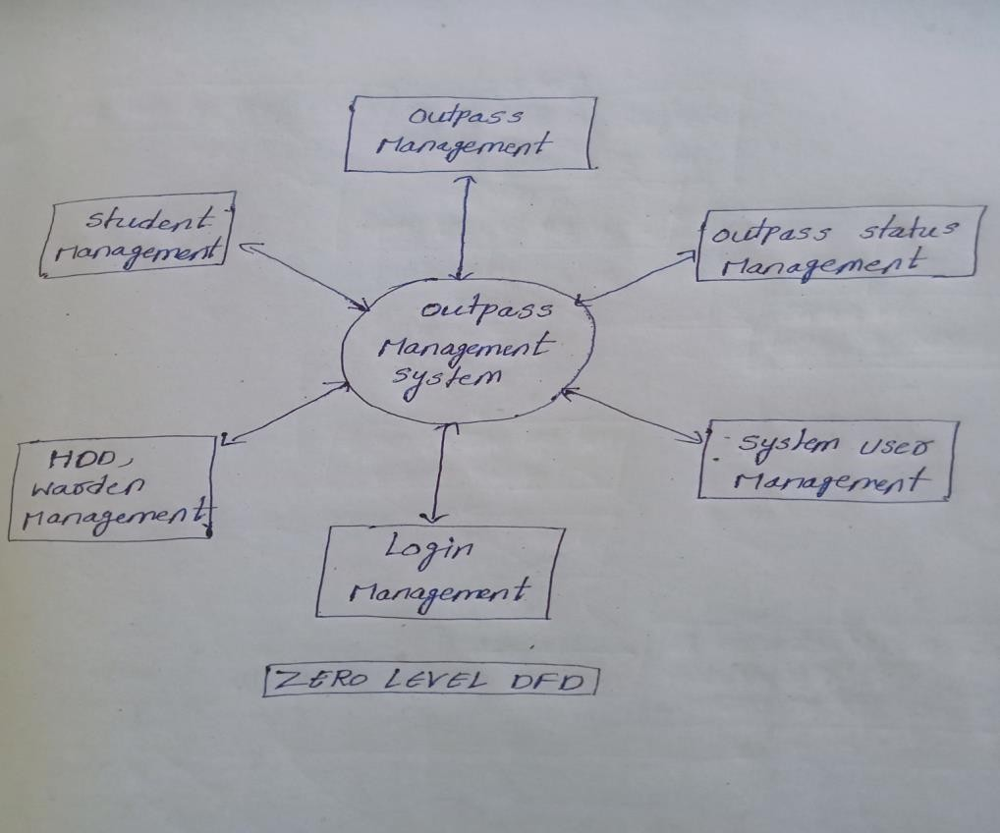 Outpass
Management
Student
Management
Outpass status
Management
Outpass
Management
System
HOD,
Warden
Management
System User
Management
Login
Management
ZERO LEVEL DFD